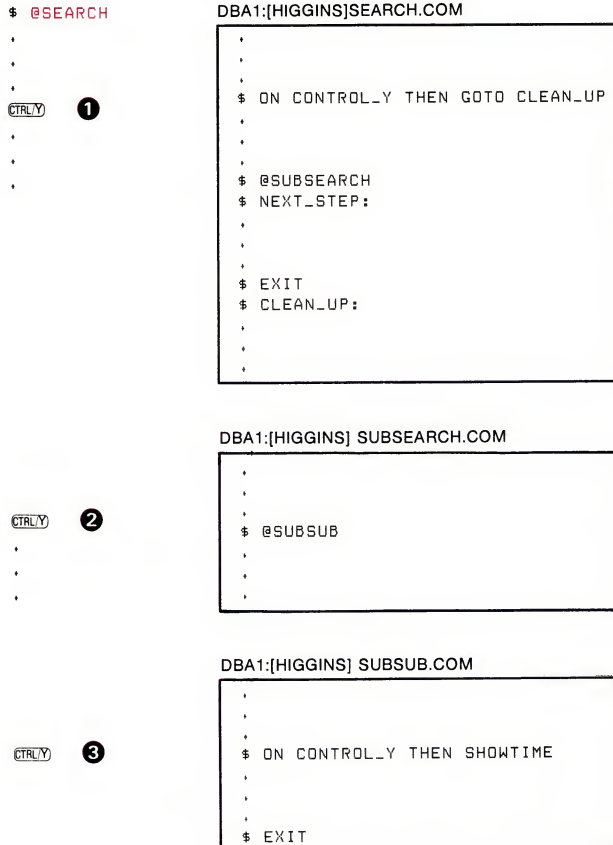 $ @SEARCH DBA1:[HIGGINS]SEARCH.COM
.
.
.
CTRL/Y 1 $ ON CONTROL_Y THEN GOTO CLEAN_UP
.
.
.
$ @SUBSEARCH
$ NEXT_STEP:
.
.
.
$ EXIT
$ CLEAN_UP:
.
.
.
DBA1:[HIGGINS] SUBSEARCH.COM
.
.
.
CTRL/Y 2 $ @SUBSUB
.
.
.
DBA1:[HIGGINS] SUBSUB.COM
.
.
.
CTRL/Y 3 $ ON CONTROL_Y THEN SHOWTIME
.
.
.
$ EXIT